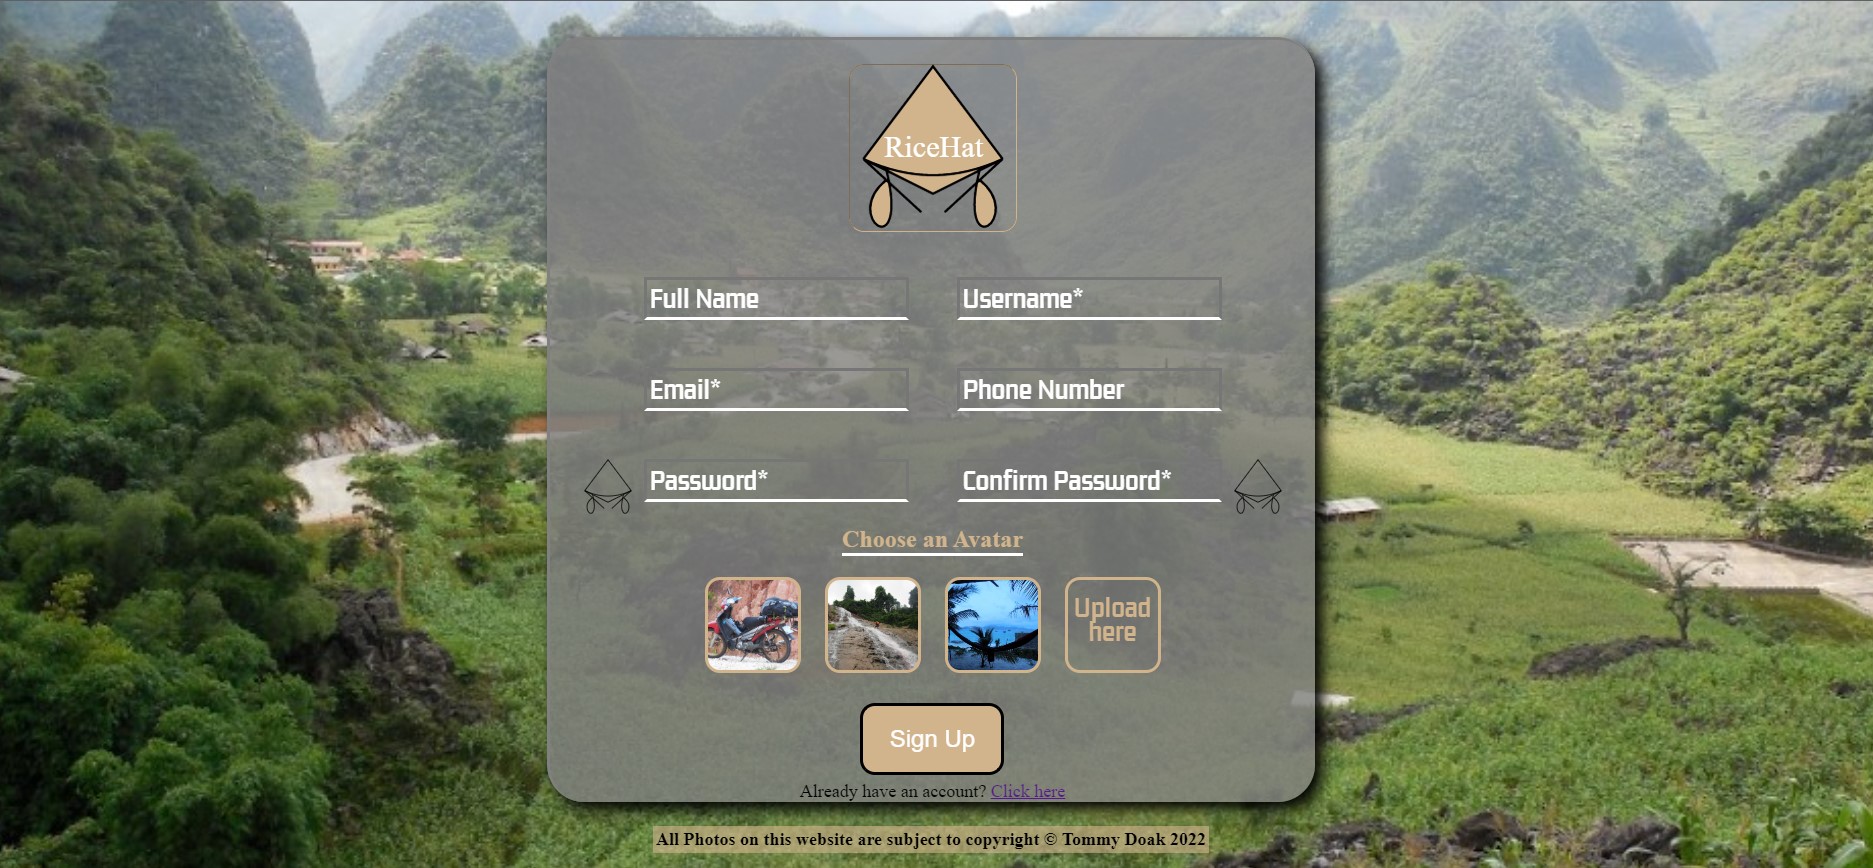 RiceHat
Full Name
Username*
Email*
Phone Number
Password*
Confirm Password*
Choose an Avatar
Upload
here
Sign Up
Already have an account? Click here
All Photos on this website are subject to copyright © Tommy Doak 2022